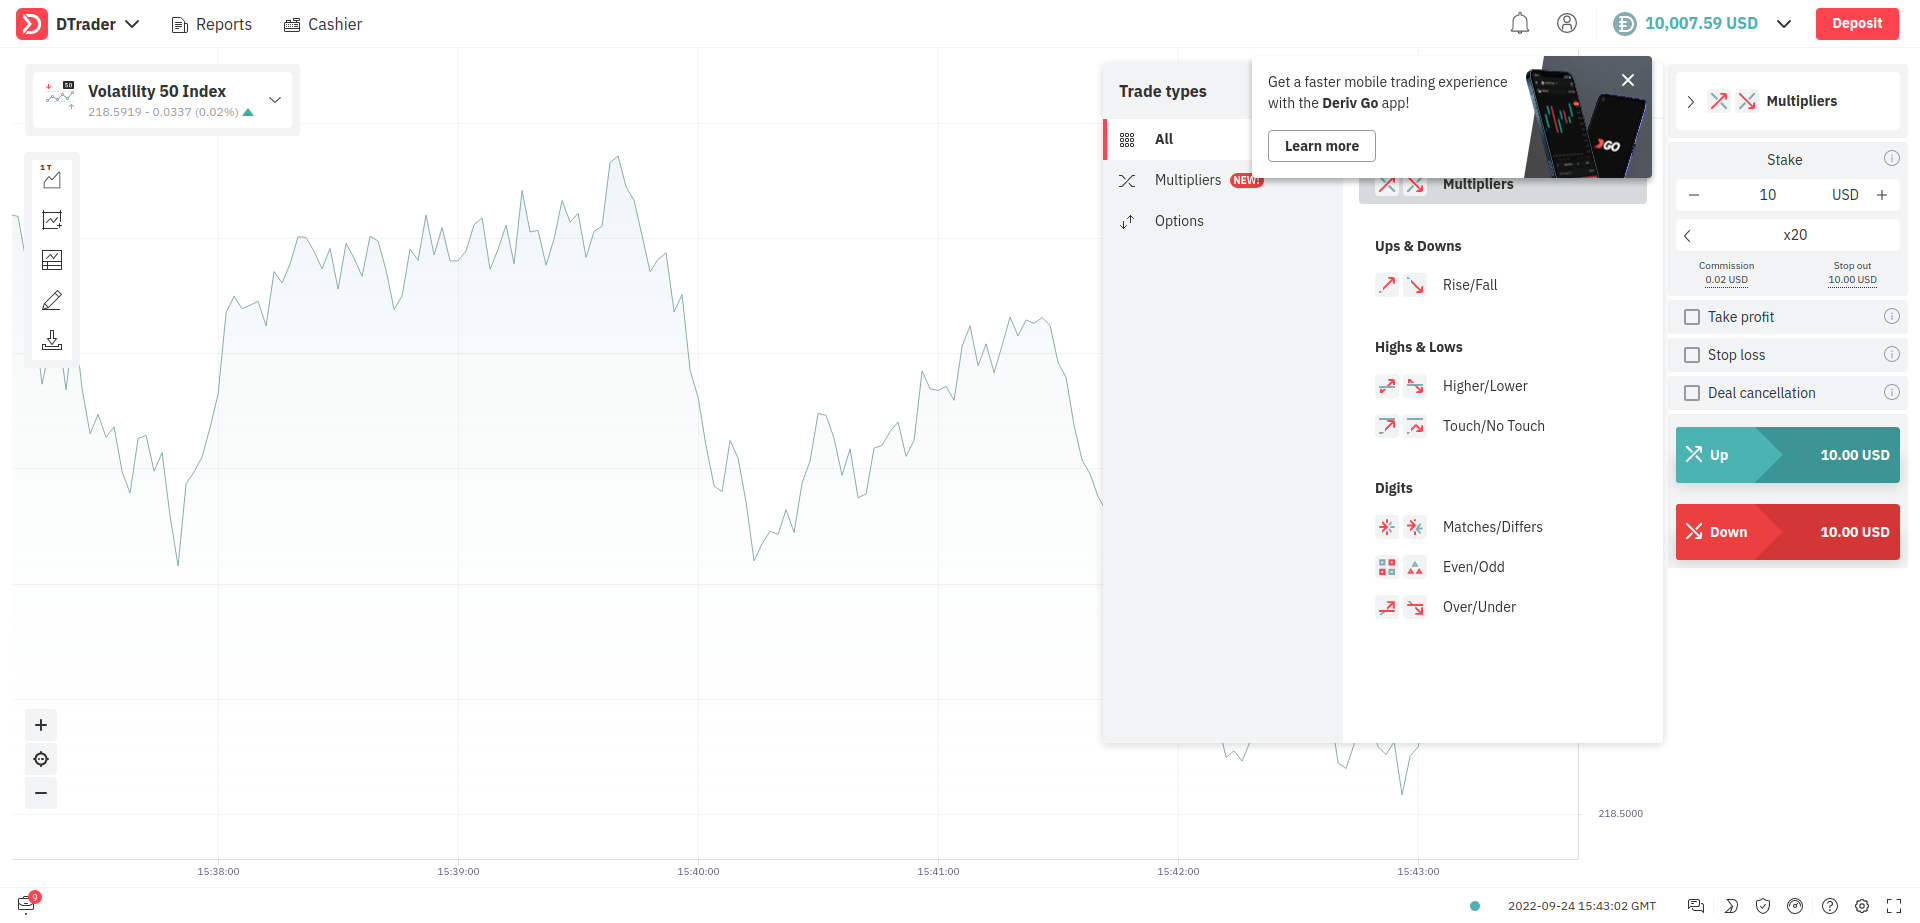 DTrader
Reports
Cashier
10,007.59 USD
Deposit
50
Volatility 50 Index
218.5919 - 0.0337 (0.02%)
1 T
Trade types
All
Multipliers NEW!
Options
Get a faster mobile trading experience
with the Deriv Go app!
Learn more
GO
Multipliers
Ups & Downs
Rise/Fall
Highs & Lows
Higher/Lower
Touch/No Touch
Digits
Matches/Differs
Even/Odd
Over/Under
Multipliers
Stake
10 USD
x20
Commission
0.02 USD
Stop out
10.00 USD
Take profit
Stop loss
Deal cancellation
Up 10.00 USD
Down 10.00 USD
218.5000
15:38:00
15:39:00
15:40:00
15:41:00
15:42:00
15:43:00
9
2022-09-24 15:43:02 GMT